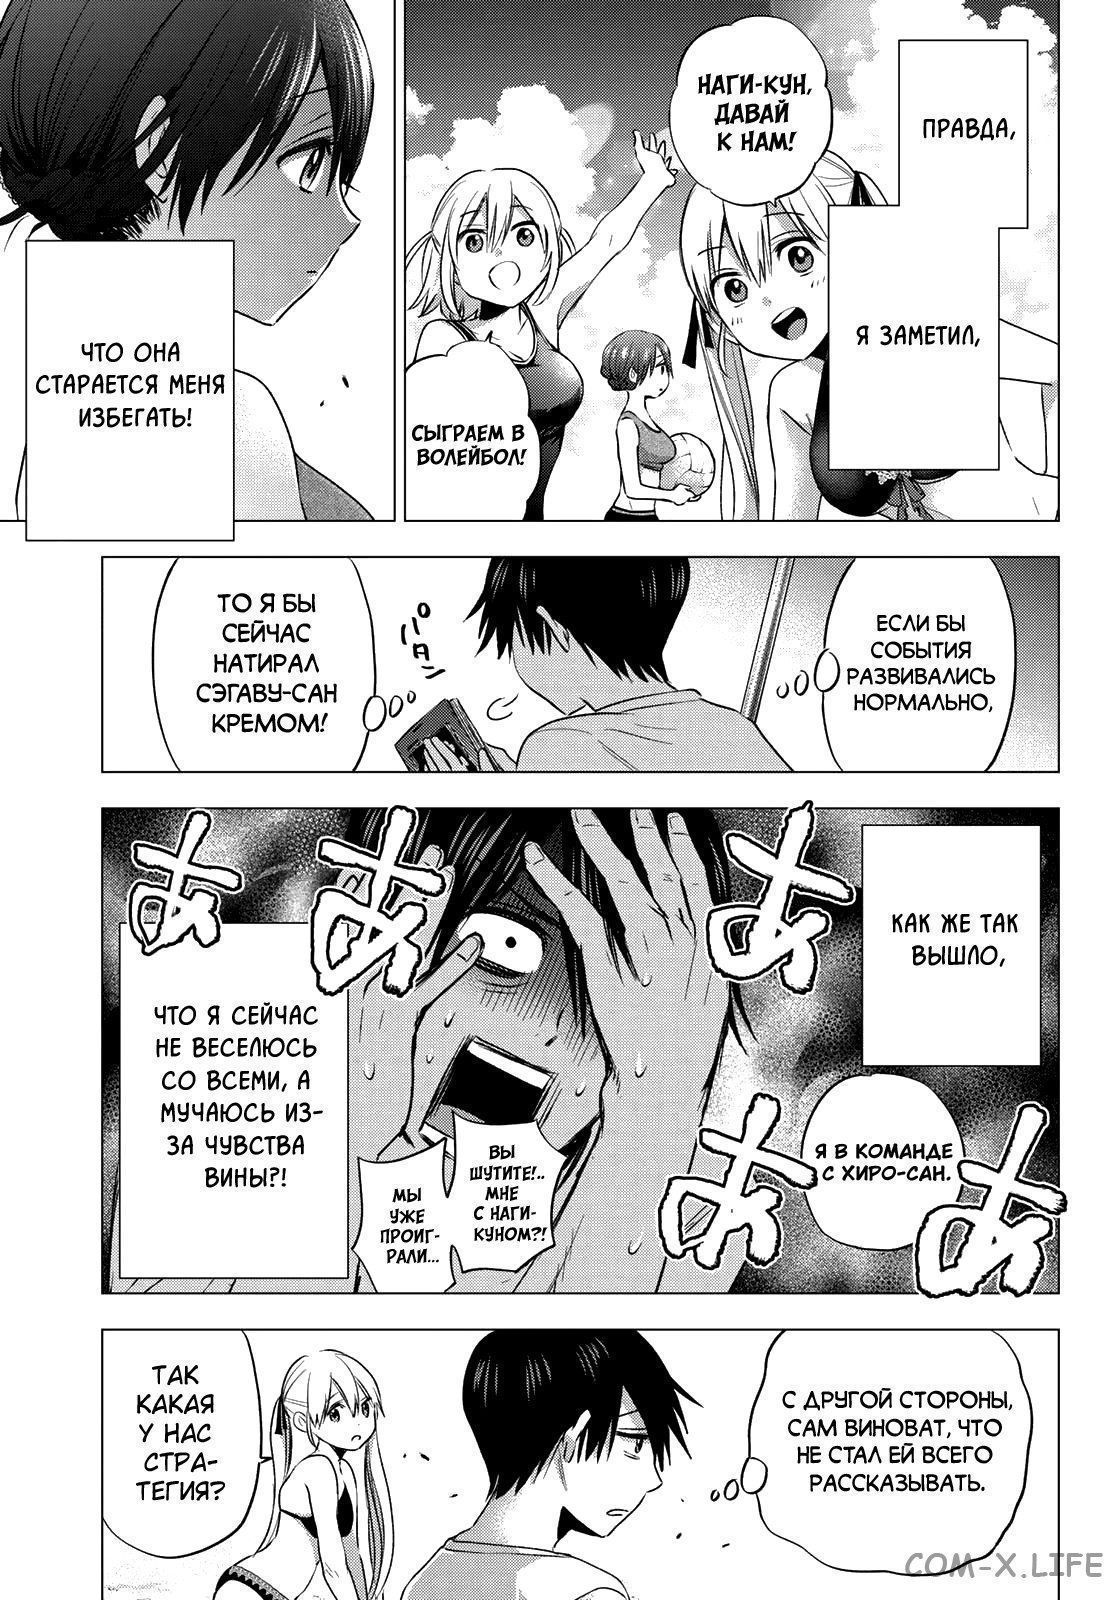 ПРАВДА,
НАГИ-КУН,
ДАВАЙ
К НАМ!
Я ЗАМЕТИЛ,
СЫГРАЕМ В
ВОЛЕЙБОЛ!
ЧТО ОНА
СТАРАЕТСЯ МЕНЯ
ИЗБЕГАТЬ!
ЕСЛИ БЫ
СОБЫТИЯ
РАЗВИВАЛИСЬ
НОРМАЛЬНО,
パタン
ТО Я БЫ
СЕЙЧАС
НАТИРАЛ
СЭГАВУ-САН
КРЕМОМ!
КАК ЖЕ ТАК
ВЫШЛО,
あ
あ
あ
あ
あ
Я В КОМАНДЕ
С ХИРО-САН.
ВЫ
ШУТИТЕ!..
МНЕ
С НАГИ-
КУНОМ?!
МЫ
УЖЕ
ПРОИГ-
РАЛИ...
ЧТО Я СЕЙЧАС
НЕ ВЕСЕЛЮСЬ
СО ВСЕМИ, А
МУЧАЮСЬ ИЗ-
ЗА ЧУВСТВА
ВИНЫ?!
С ДРУГОЙ СТОРОНЫ,
САМ ВИНОВАТ, ЧТО
НЕ СТАЛ ЕЙ ВСЕГО
РАССКАЗЫВАТЬ.
ТАК
КАКАЯ
У НАС
СТРА-
ТЕГИЯ?
COM-X.LIFE